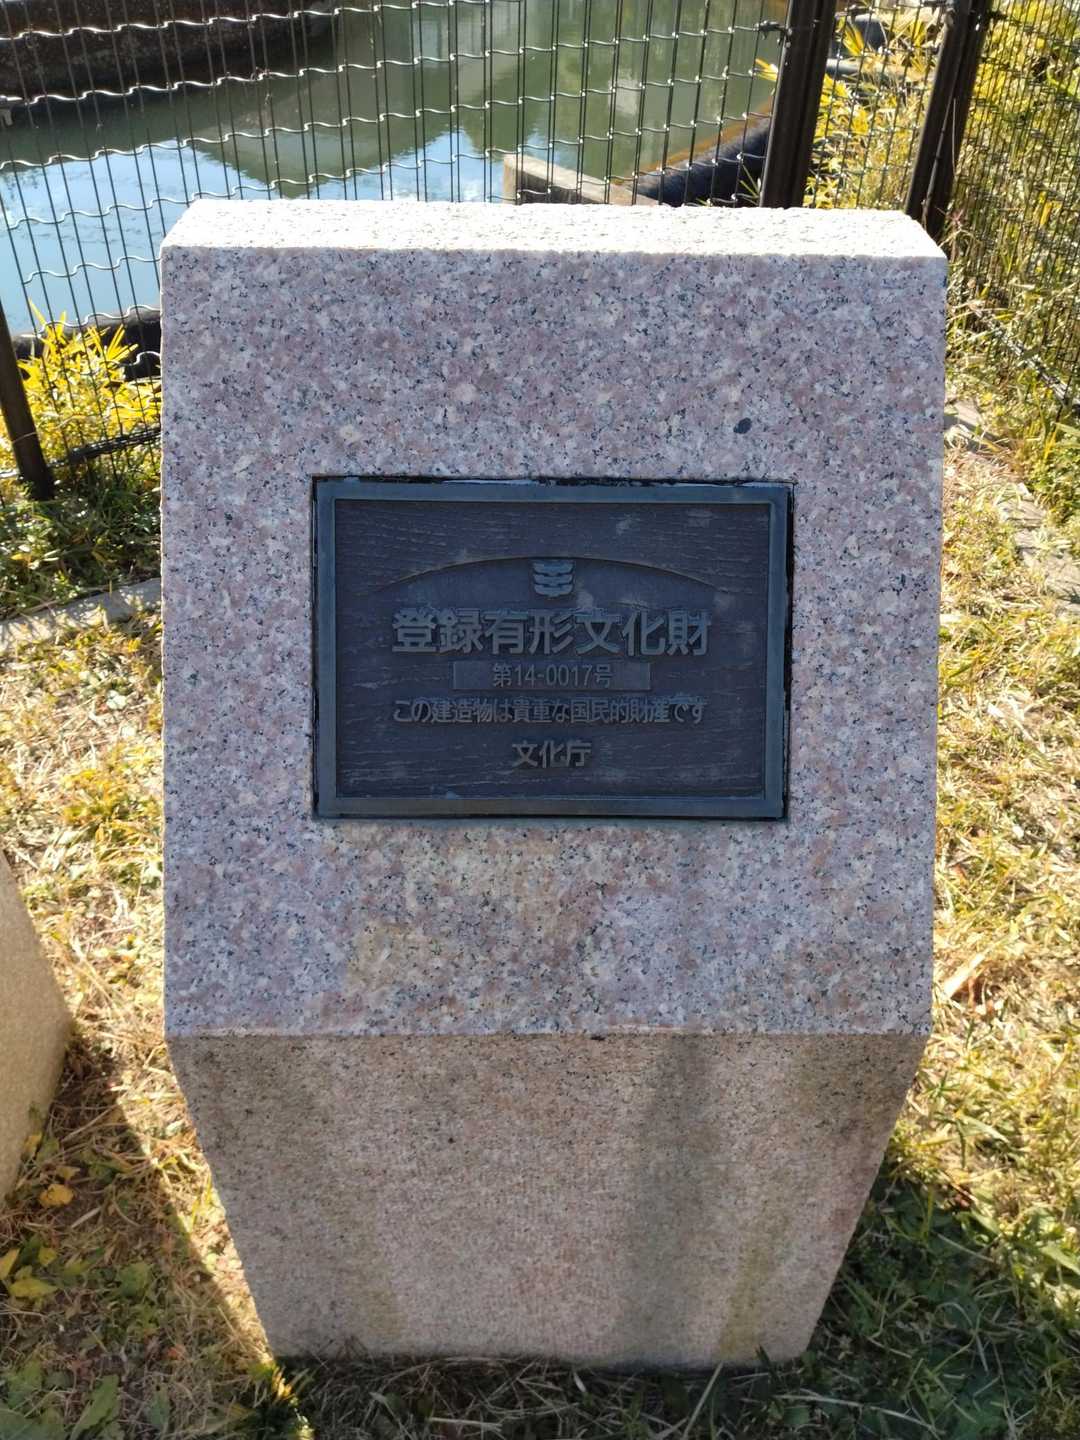 登録有形文化財
第14-0017号
この建造物は貴重な国民的財産です
文化庁